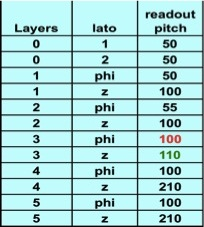 Layers lato readout pitch
0 1 50
0 2 50
1 phi 50
1 z 100
2 phi 55
2 z 100
3 phi 100
3 z 110
4 phi 100
4 z 210
5 phi 100
5 z 210